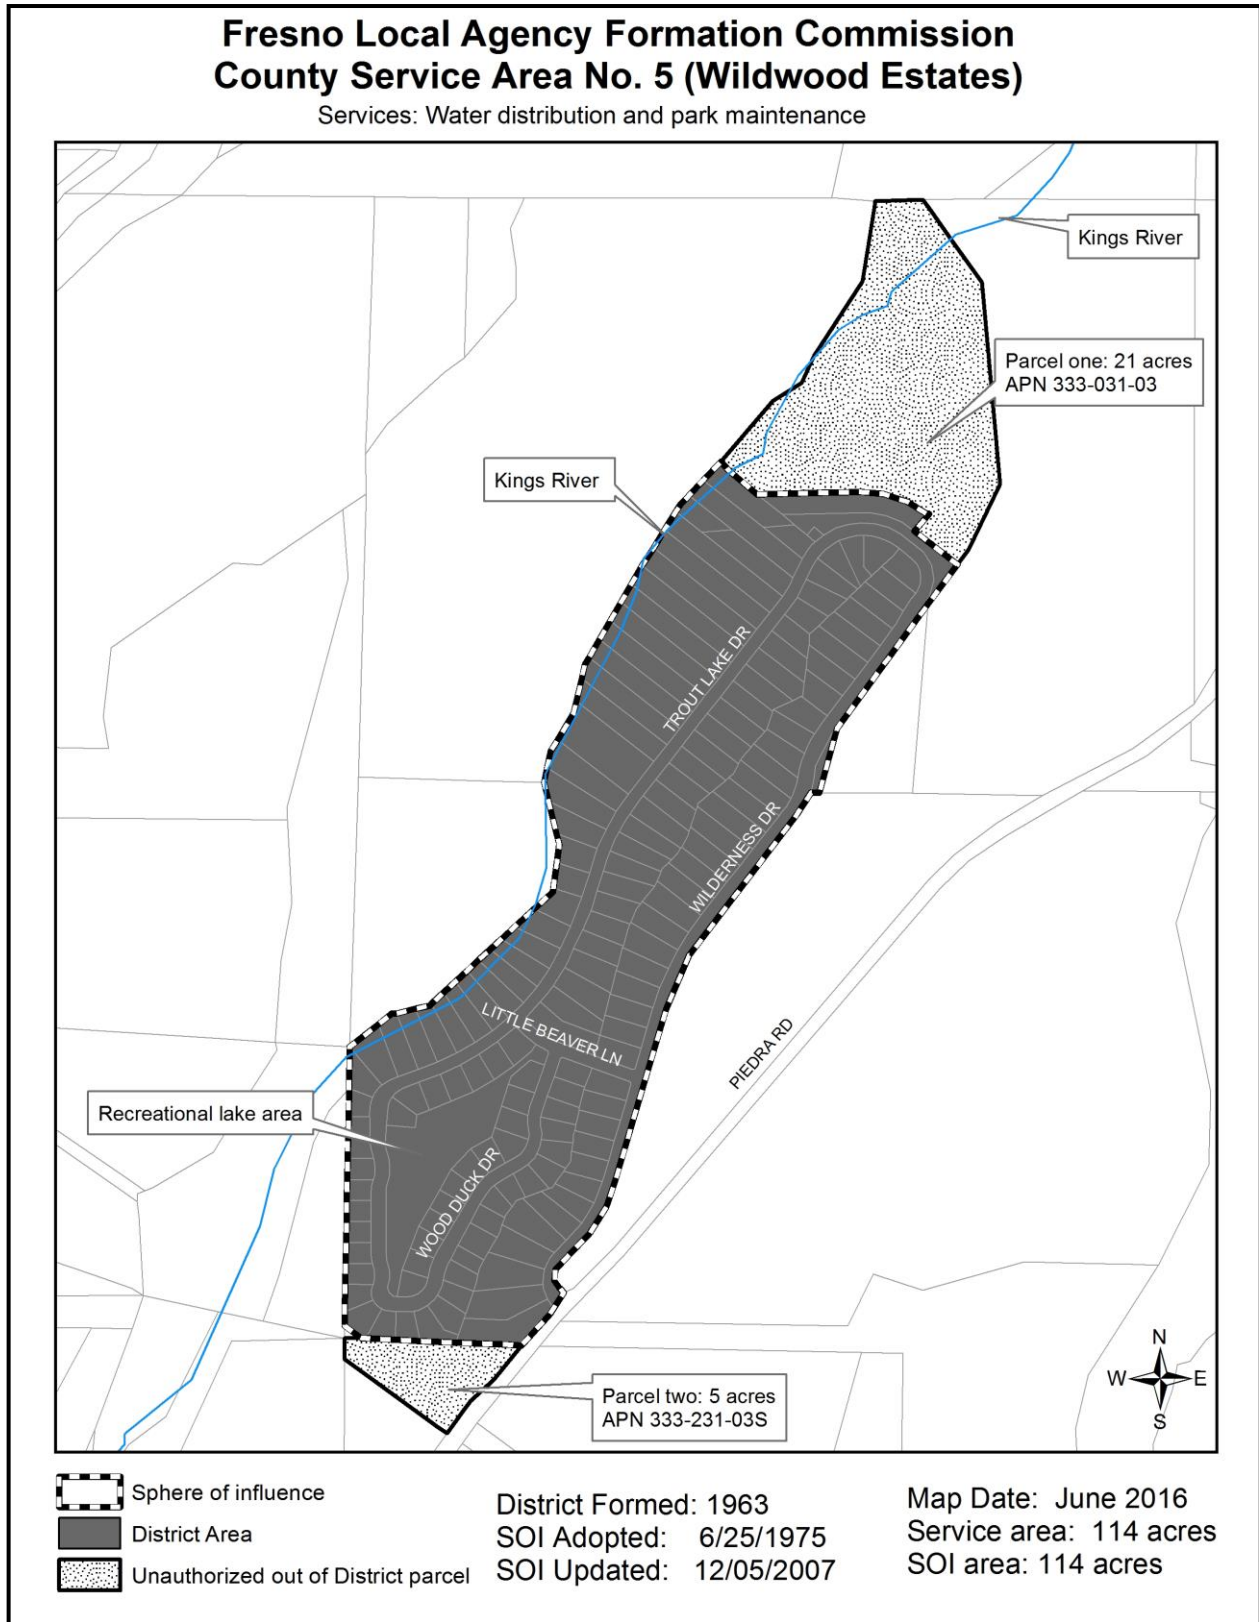 Fresno Local Agency Formation Commission
County Service Area No. 5 (Wildwood Estates)
Services: Water distribution and park maintenance
Kings River
Parcel one: 21 acres
APN 333-031-03
Kings River
TROUT LAKE DR
WILDERNESS DR
LITTLE BEAVER LN
PIEDRA RD
Recreational lake area
WOOD DUCK DR
Parcel two: 5 acres
APN 333-231-03S
N
W E
S
Sphere of influence
District Area
Unauthorized out of District parcel
District Formed: 1963
SOI Adopted: 6/25/1975
SOI Updated: 12/05/2007
Map Date: June 2016
Service area: 114 acres
SOI area: 114 acres